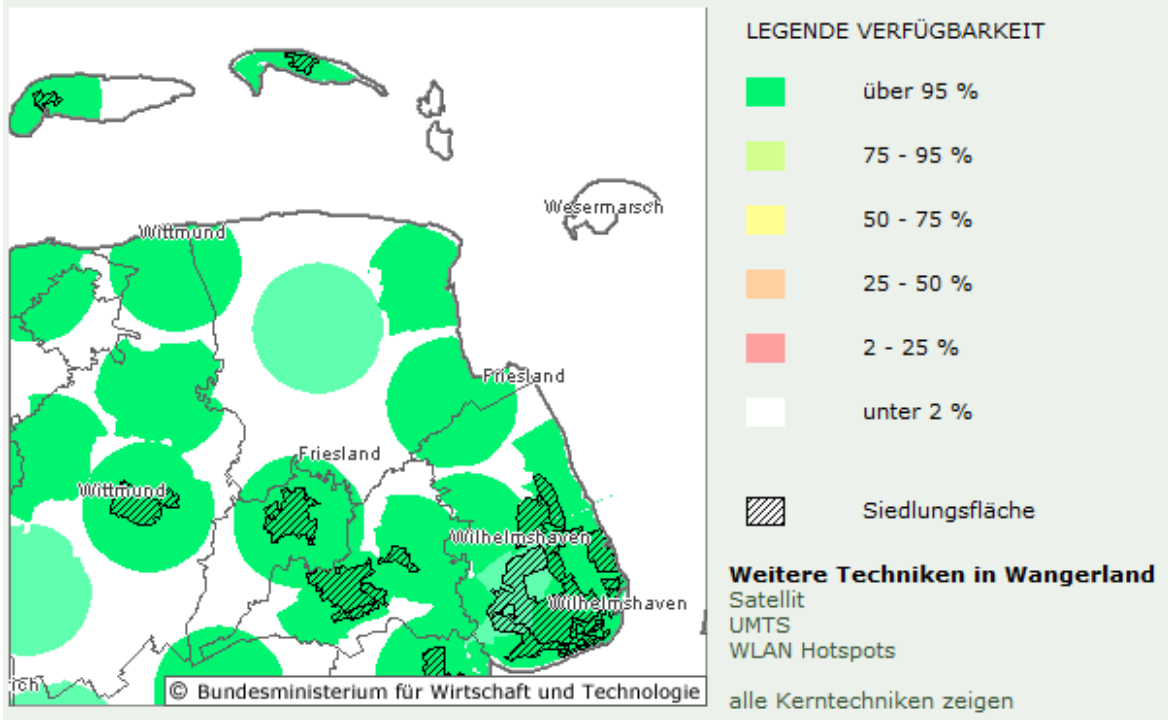 Wesermarsch
Wittmund
Friesland
Friesland
Wittmund
Wilhelmshaven
Wilhelmshaven
rich
© Bundesministerium für Wirtschaft und Technologie
LEGENDE VERFÜGBARKEIT
über 95 %
75 - 95 %
50 - 75 %
25 - 50 %
2 - 25 %
unter 2 %
Siedlungsfläche
Weitere Techniken in Wangerland
Satellit
UMTS
WLAN Hotspots
alle Kerntechniken zeigen